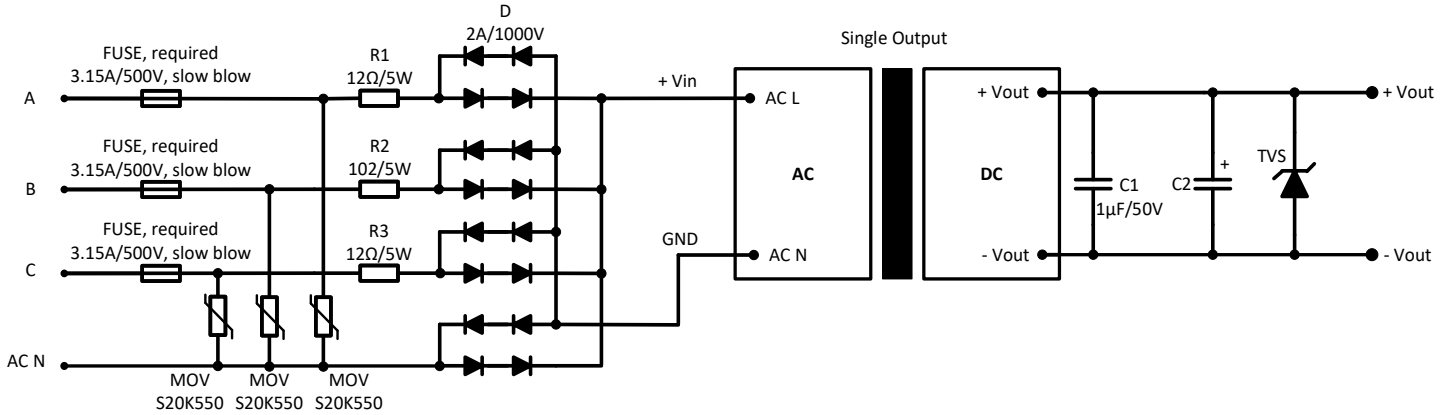 D
2A/1000V
FUSE, required
3.15A/500V, slow blow
R1
12Ω/5W
Single Output
A
+ Vin
AC L
+ Vout
+ Vout
FUSE, required
3.15A/500V, slow blow
R2
102/5W
B
AC
DC
C1
1µF/50V
C2
+
TVS
FUSE, required
3.15A/500V, slow blow
R3
12Ω/5W
C
GND
AC N
- Vout
- Vout
AC N
MOV
S20K550
MOV
S20K550
MOV
S20K550